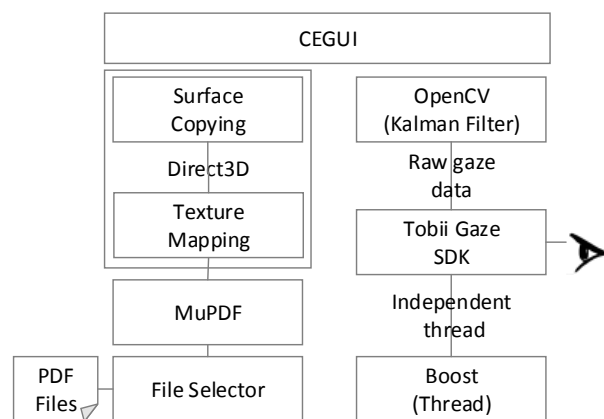 CEGUI
Surface
Copying
Direct3D
Texture
Mapping
MuPDF
PDF
Files
File Selector
OpenCV
(Kalman Filter)
Raw gaze
data
Tobii Gaze
SDK
Independent
thread
Boost
(Thread)